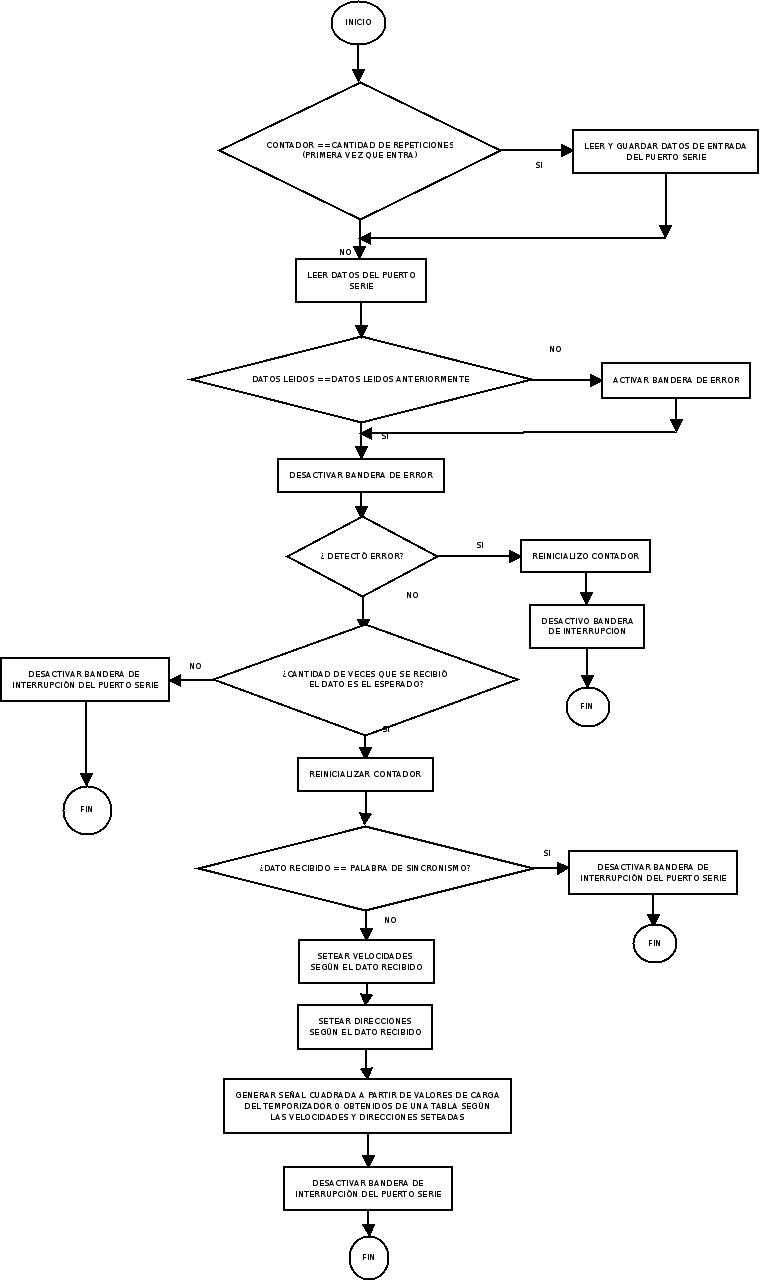 INICIO
CONTADOR ==CANTIDAD DE REPETICIONES
(PRIMERA VEZ QUE ENTRA)
SI
LEER Y GUARDAR DATOS DE ENTRADA
DEL PUERTO SERIE
NO
LEER DATOS DEL PUERTO
SERIE
DATOS LEIDOS ==DATOS LEIDOS ANTERIORMENTE
NO
ACTIVAR BANDERA DE ERROR
SI
DESACTIVAR BANDERA DE ERROR
¿ DETECTÓ ERROR?
SI
REINICIALIZO CONTADOR
DESACTIVO BANDERA
DE INTERRUPCION
FIN
NO
¿CANTIDAD DE VECES QUE SE RECIBIÓ
EL DATO ES EL ESPERADO?
NO
DESACTIVAR BANDERA DE
INTERRUPCIÓN DEL PUERTO SERIE
FIN
SI
REINICIALIZAR CONTADOR
¿DATO RECIBIDO == PALABRA DE SINCRONISMO?
SI
DESACTIVAR BANDERA DE
INTERRUPCIÓN DEL PUERTO SERIE
FIN
NO
SETEAR VELOCIDADES
SEGÚN EL DATO RECIBIDO
SETEAR DIRECCIONES
SEGÚN EL DATO RECIBIDO
GENERAR SEÑAL CUADRADA A PARTIR DE VALORES DE CARGA
DEL TEMPORIZADOR 0 OBTENIDOS DE UNA TABLA SEGÚN
LAS VELOCIDADES Y DIRECCIONES SETEADAS
DESACTIVAR BANDERA DE
INTERRUPCIÓN DEL PUERTO SERIE
FIN